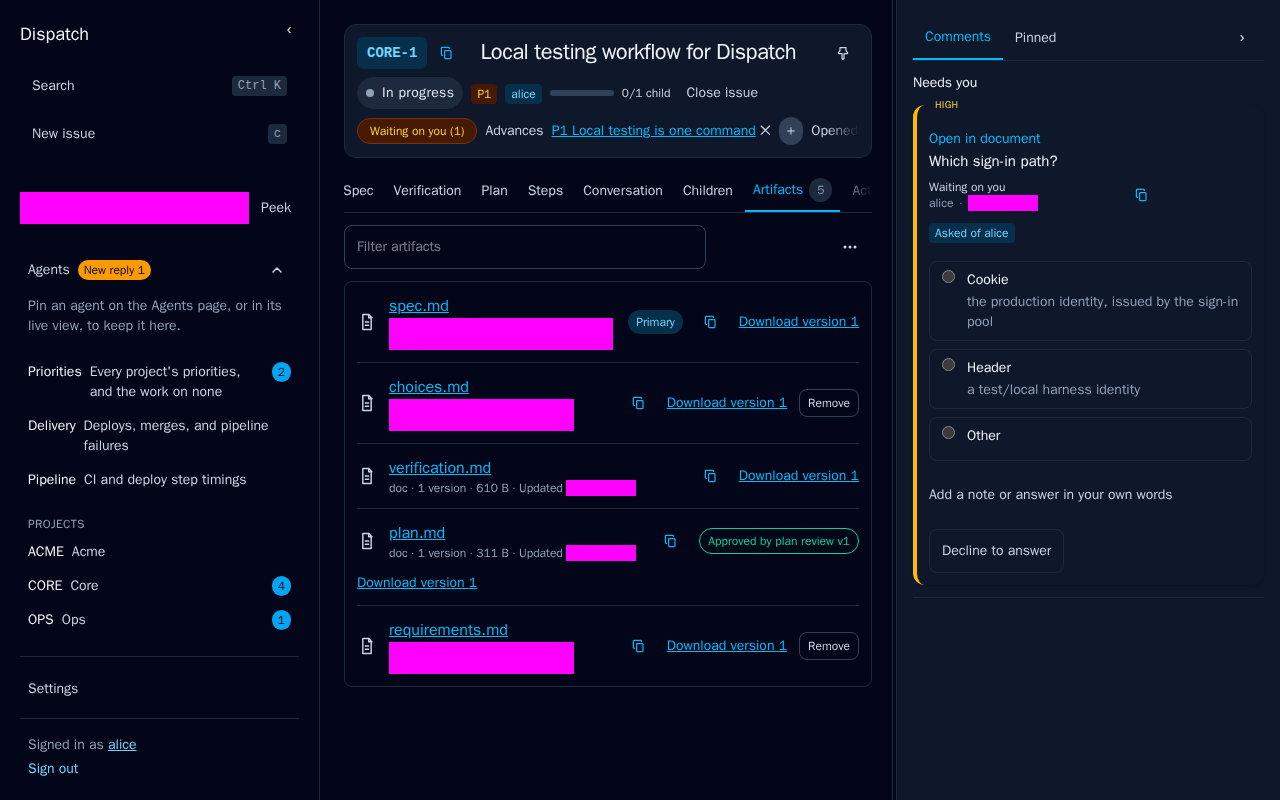 Dispatch
Search
Ctrl K
New issue
C
Peek
Agents
New reply 1
Pin an agent on the Agents page, or in its
live view, to keep it here.
Priorities
Every project's priorities,
and the work on none
2
Delivery
Deploys, merges, and pipeline
failures
Pipeline
CI and deploy step timings
PROJECTS
ACME Acme
CORE Core
4
OPS Ops
1
Settings
Signed in as alice
Sign out
CORE-1
Local testing workflow for Dispatch
In progress
P1
alice
0/1 child
Close issue
Waiting on you (1)
Advances
P1 Local testing is one command
+
Opened
Spec
Verification
Plan
Steps
Conversation
Children
Artifacts
5
Act
Filter artifacts
spec.md
Primary
Download version 1
choices.md
Download version 1
Remove
verification.md
doc · 1 version · 610 B · Updated
Download version 1
plan.md
doc · 1 version · 311 B · Updated
Approved by plan review v1
Download version 1
requirements.md
Download version 1
Remove
Comments
Pinned
Needs you
HIGH
Open in document
Which sign-in path?
Waiting on you
alice ·
Asked of alice
Cookie
the production identity, issued by the sign-in
pool
Header
a test/local harness identity
Other
Add a note or answer in your own words
Decline to answer